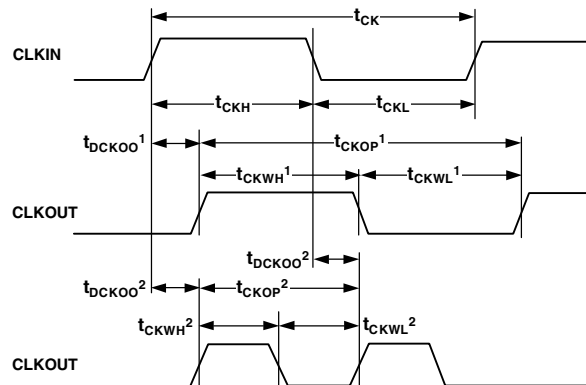 tCK
CLKIN
tCKH
tCKL
tDCKOO1
tCKOP1
tCKWH1
tCKWL1
CLKOUT
tDCKOO2
tDCKOO2
tCKOP2
tCKWH2
tCKWL2
CLKOUT